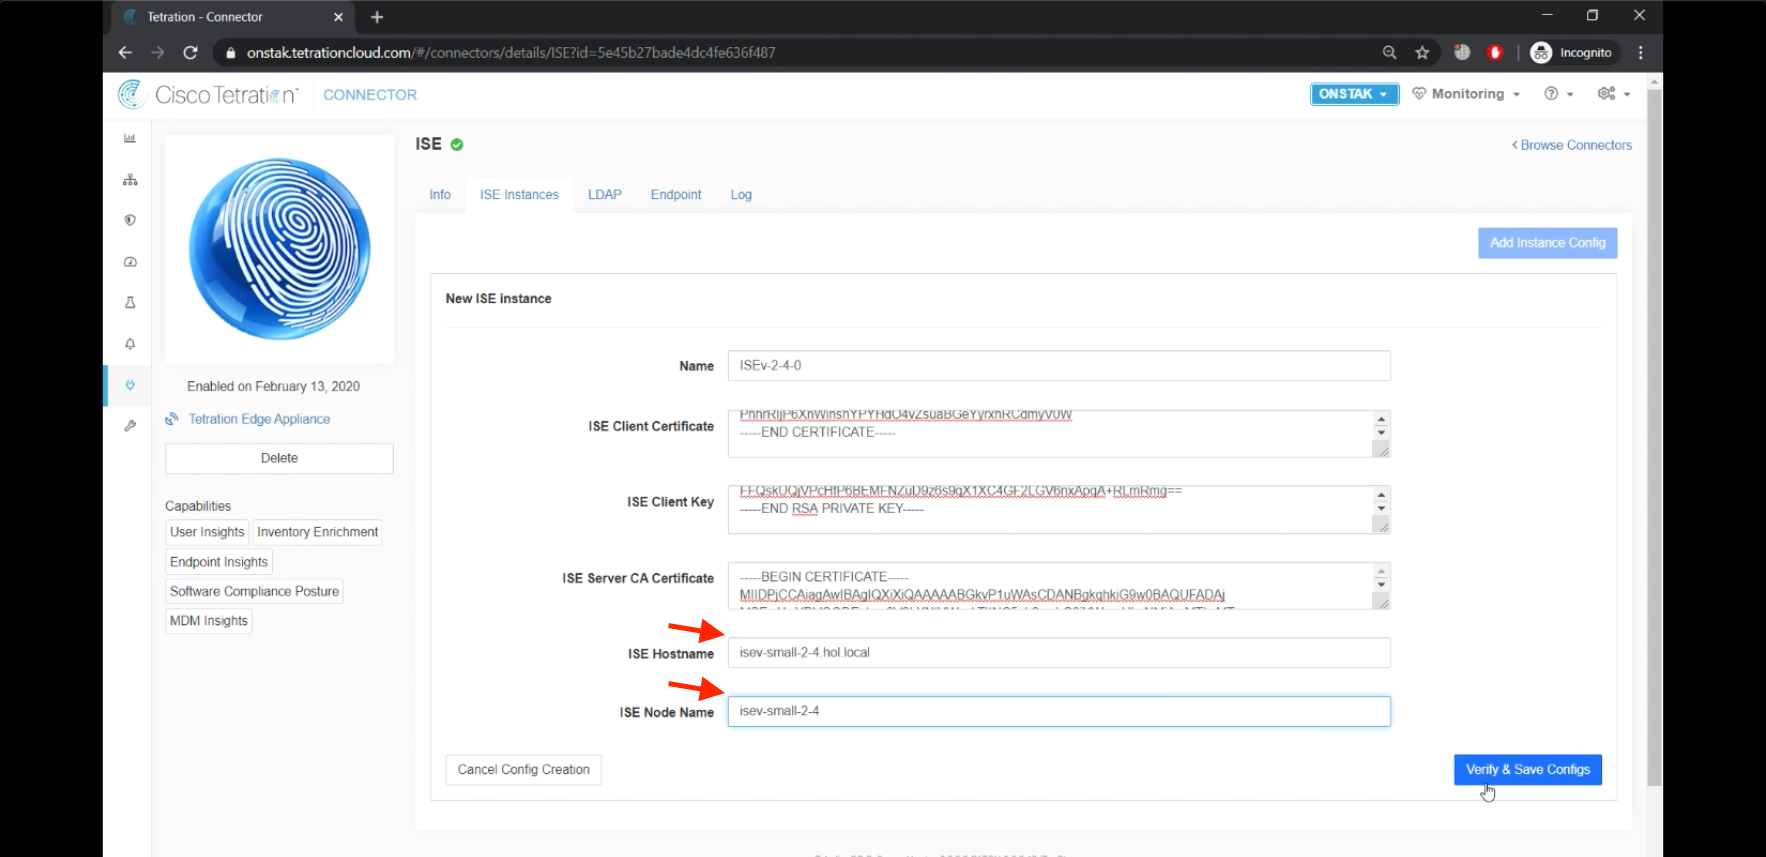 Tetration - Connector
onstak.tetrationcloud.com/#/connectors/details/ISE?id=5e45b27bade4dc4fe636f487
Incognito
Cisco Tetration™ CONNECTOR
ONSTAK
Monitoring
ISE
< Browse Connectors
Info ISE Instances LDAP Endpoint Log
Add Instance Config
New ISE instance
Name ISEv-2-4-0
ISE Client Certificate
-----END CERTIFICATE-----
ISE Client Key
-----END RSA PRIVATE KEY-----
ISE Server CA Certificate
-----BEGIN CERTIFICATE-----
ISE Hostname isev-small-2-4.hol.local
ISE Node Name isev-small-2-4
Cancel Config Creation
Verify & Save Configs
Enabled on February 13, 2020
Tetration Edge Appliance
Delete
Capabilities
User Insights Inventory Enrichment
Endpoint Insights
Software Compliance Posture
MDM Insights